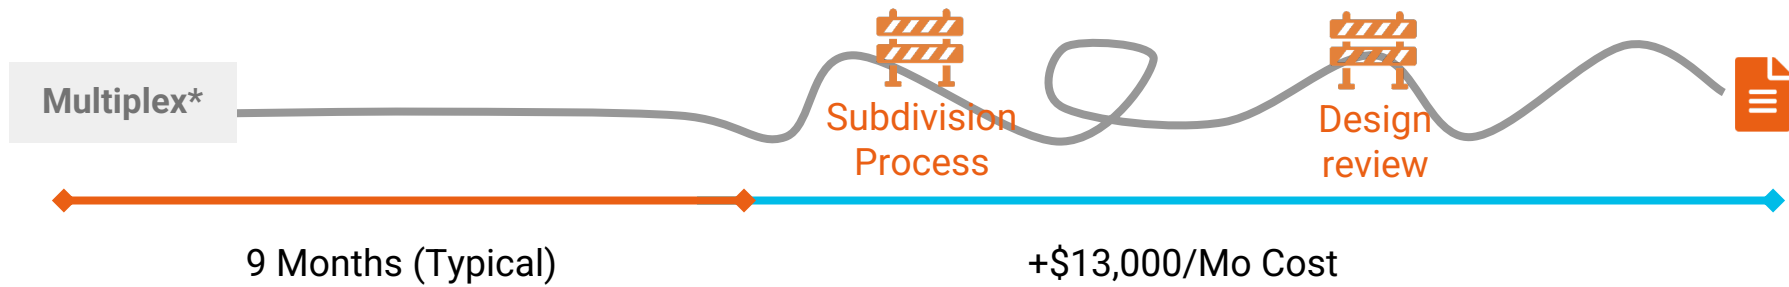 Multiplex*
Subdivision
Process
Design
review
9 Months (Typical)
+$13,000/Mo Cost